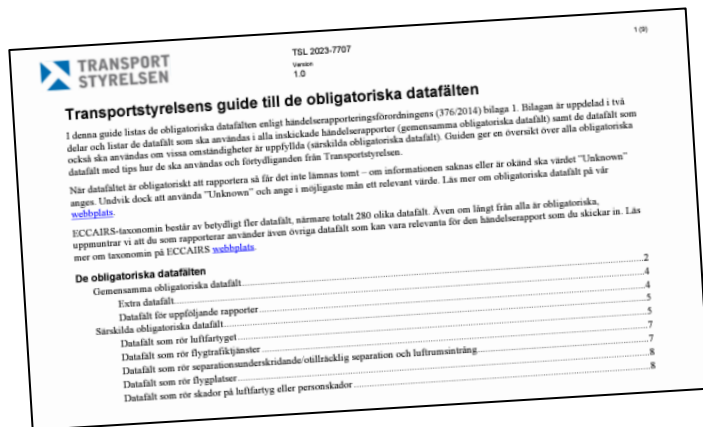 TRANSPORT
STYRELSEN
TSL 2023-7707
Version
1.0
1 (9)
Transportstyrelsens guide till de obligatoriska datafälten
I denna guide listas de obligatoriska datafälten enligt händelserapporteringsförordningens (376/2014) bilaga 1. Bilagan är uppdelad i två
delar och listar de datafält som ska användas i alla inskickade händelserapporter (gemensamma obligatoriska datafält) samt de datafält som
också ska användas om vissa omständigheter är uppfyllda (särskilda obligatoriska datafält). Guiden ger en översikt över alla obligatoriska
datafält med tips hur de ska användas och förtydliganden från Transportstyrelsen.
När datafältet är obligatoriskt att rapportera så får det inte lämnas tomt – om informationen saknas eller är okänd ska värdet "Unknown"
anges. Undvik dock att använda "Unknown" och ange i möjligaste mån ett relevant värde. Läs mer om obligatoriska datafält på vår
webbplats.
ECCAIRS-taxonomin består av betydligt fler datafält, närmare totalt 280 olika datafält. Även om långt från alla är obligatoriska,
uppmuntrar vi att du som rapporterar använder även övriga datafält som kan vara relevanta för den händelserapport som du skickar in. Läs
mer om taxonomin på ECCAIRS webbplats.
De obligatoriska datafälten
Gemensamma obligatoriska datafält 2
Extra datafält 4
Datafält för uppföljande rapporter 4
Särskilda obligatoriska datafält 5
Datafält som rör luftfartyget 5
Datafält som rör flygtrafiktjänster 7
Datafält som rör separationsunderskridande/otillräcklig separation och luftrumsintrång 7
Datafält som rör flygplatser 8
Datafält som rör skador på luftfartyg eller personskador 8